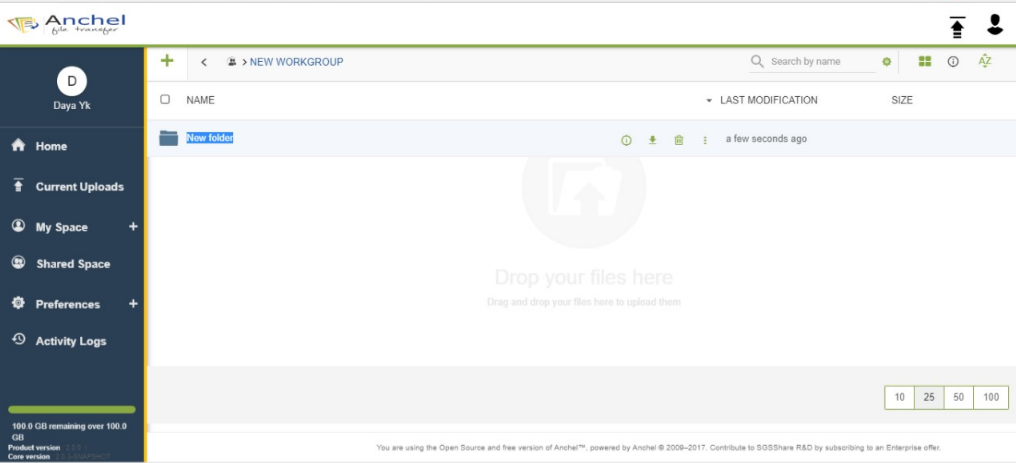 Anchel
file transfer
D
Daya Yk
Home
Current Uploads
My Space +
Shared Space
Preferences +
Activity Logs
100.0 GB remaining over 100.0
GB
Product version
Core version
+ < > NEW WORKGROUP
Search by name
AZ
NAME
LAST MODIFICATION
SIZE
New folder
a few seconds ago
Drop your files here
Drag and drop your files here to upload them
10 25 50 100
You are using the Open Source and free version of Anchel™, powered by Anchel © 2009–2017. Contribute to SGSShare R&D by subscribing to an Enterprise offer.